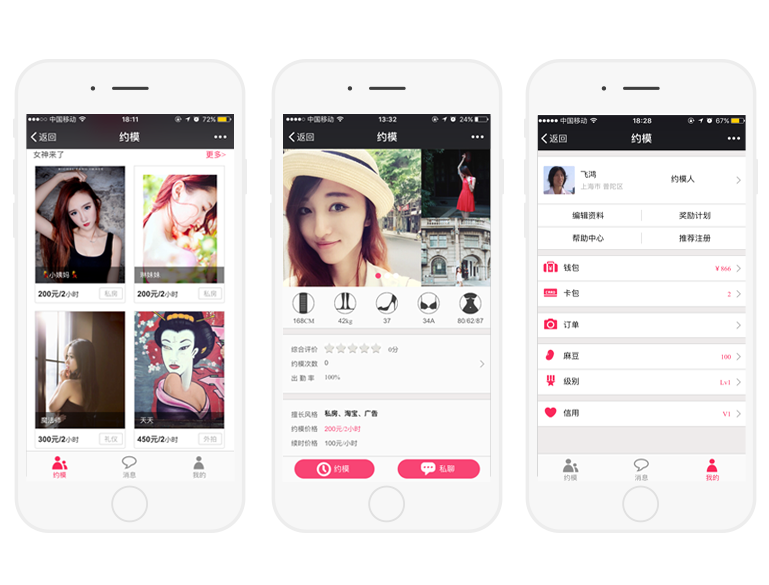 中国移动 18:11 72%
返回 约模
女神来了 更多>
小姨妈
琳妹妹
200元/2小时 私房
200元/2小时 私房
魔法师
天天
300元/2小时 礼仪
450元/2小时 外拍
约模 消息 我的
中国移动 13:32 24%
返回 约模
168CM 42kg 37 34A 80/62/87
综合评价 0分
约模次数 0
出勤率 100%
擅长风格 私房、淘宝、广告
约模价格 200元/2小时
续时价格 100元/小时
约模 私聊
中国移动 18:28 67%
返回 约模
飞鸿 约模人
上海市 普陀区
编辑资料 奖励计划
帮助中心 推荐注册
钱包 ¥866
卡包 2
订单
麻豆 100
级别 Lv1
信用 V1
约模 消息 我的